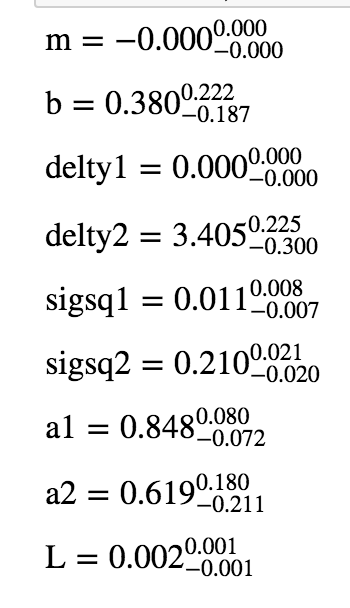 m = −0.000^{0.000}_{−0.000}
b = 0.380^{0.222}_{−0.187}
delty1 = 0.000^{0.000}_{−0.000}
delty2 = 3.405^{0.225}_{−0.300}
sigsq1 = 0.011^{0.008}_{−0.007}
sigsq2 = 0.210^{0.021}_{−0.020}
a1 = 0.848^{0.080}_{−0.072}
a2 = 0.619^{0.180}_{−0.211}
L = 0.002^{0.001}_{−0.001}